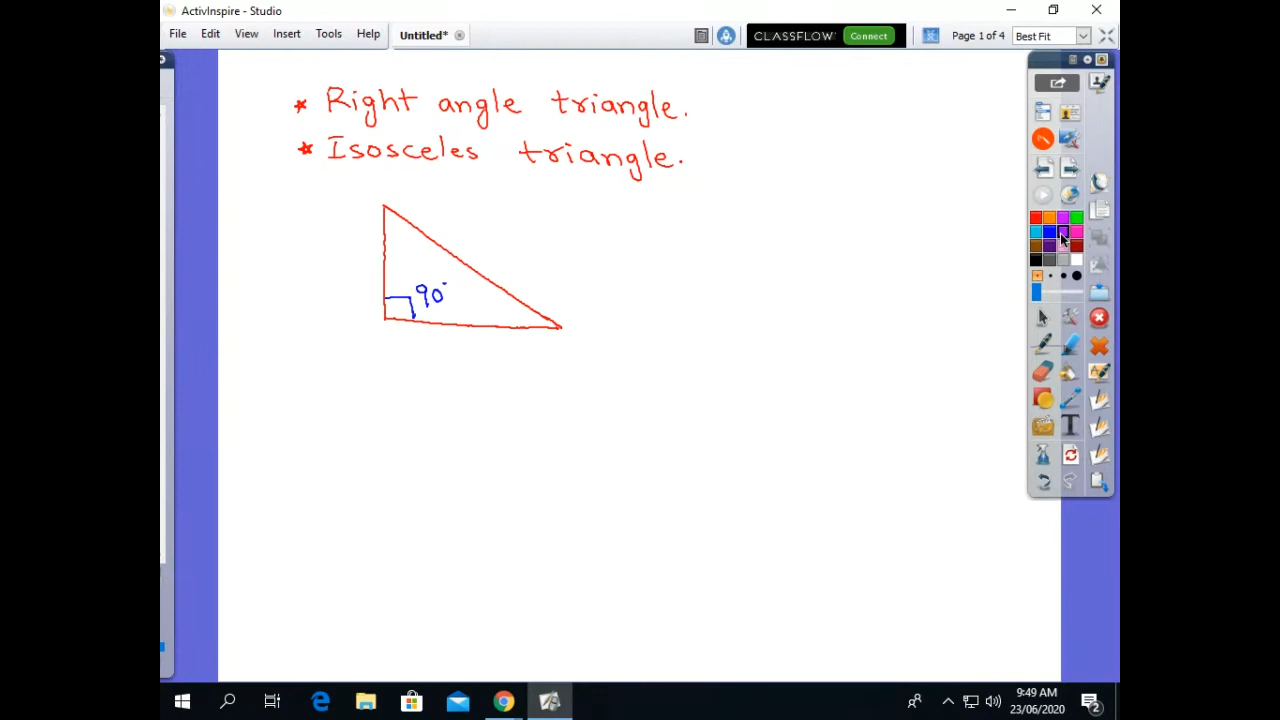 ActivInspire - Studio
File Edit View Insert Tools Help Untitled* CLASSFLOW Connect Page 1 of 4 Best Fit
* Right angle triangle.
* Isosceles triangle.
90°
9:49 AM
23/06/2020
2